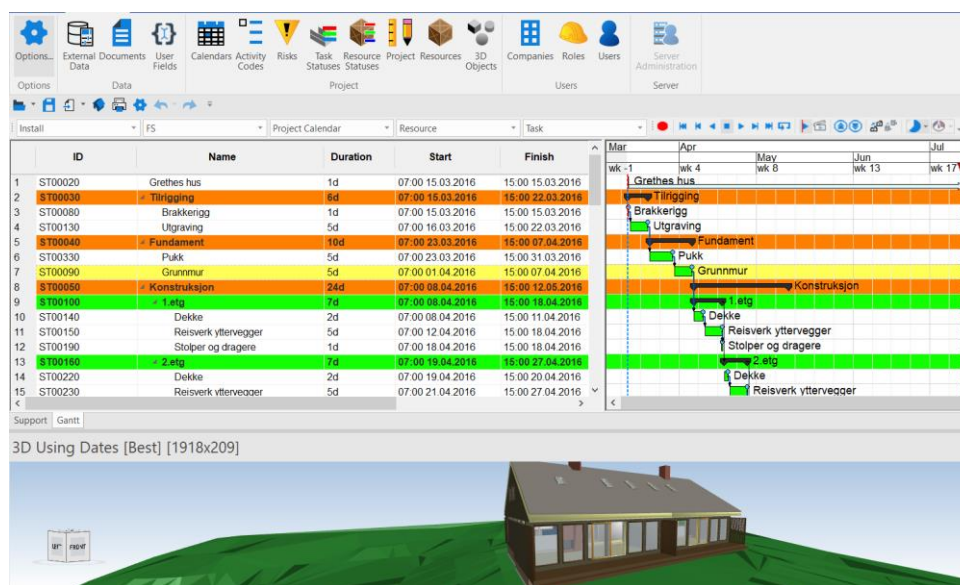 Options... External Data Documents User Fields Calendars Activity Codes Risks Task Statuses Resource Statuses Project Resources 3D Objects Companies Roles Users Server Administration
Options Data Project Users Server
Install FS Project Calendar Resource Task
ID Name Duration Start Finish
Mar Apr May Jun Jul
wk -1 wk 4 wk 8 wk 13 wk 17
1 ST00020 Grethes hus 1d 07:00 15.03.2016 15:00 15.03.2016 Grethes hus
2 ST00030 Tilrigging 6d 07:00 15.03.2016 15:00 22.03.2016 Tilrigging
3 ST00080 Brakkerigg 1d 07:00 15.03.2016 15:00 15.03.2016 Brakkerigg
4 ST00130 Utgraving 5d 07:00 16.03.2016 15:00 22.03.2016 Utgraving
5 ST00040 Fundament 10d 07:00 23.03.2016 15:00 07.04.2016 Fundament
6 ST00330 Pukk 5d 07:00 23.03.2016 15:00 31.03.2016 Pukk
7 ST00090 Grunnmur 5d 07:00 01.04.2016 15:00 07.04.2016 Grunnmur
8 ST00050 Konstruksjon 24d 07:00 08.04.2016 15:00 12.05.2016 Konstruksjon
9 ST00100 1.etg 7d 07:00 08.04.2016 15:00 18.04.2016 1.etg
10 ST00140 Dekke 2d 07:00 08.04.2016 15:00 11.04.2016 Dekke
11 ST00150 Reisverk yttervegger 5d 07:00 12.04.2016 15:00 18.04.2016 Reisverk yttervegger
12 ST00190 Stolper og dragere 1d 07:00 18.04.2016 15:00 18.04.2016 Stolper og dragere
13 ST00160 2.etg 7d 07:00 19.04.2016 15:00 27.04.2016 2.etg
14 ST00220 Dekke 2d 07:00 19.04.2016 15:00 20.04.2016 Dekke
15 ST00230 Reisverk yttervegger 5d 07:00 21.04.2016 15:00 27.04.2016 Reisverk yttervegger
Support Gantt
3D Using Dates [Best] [1918x209]
LEFT FRONT